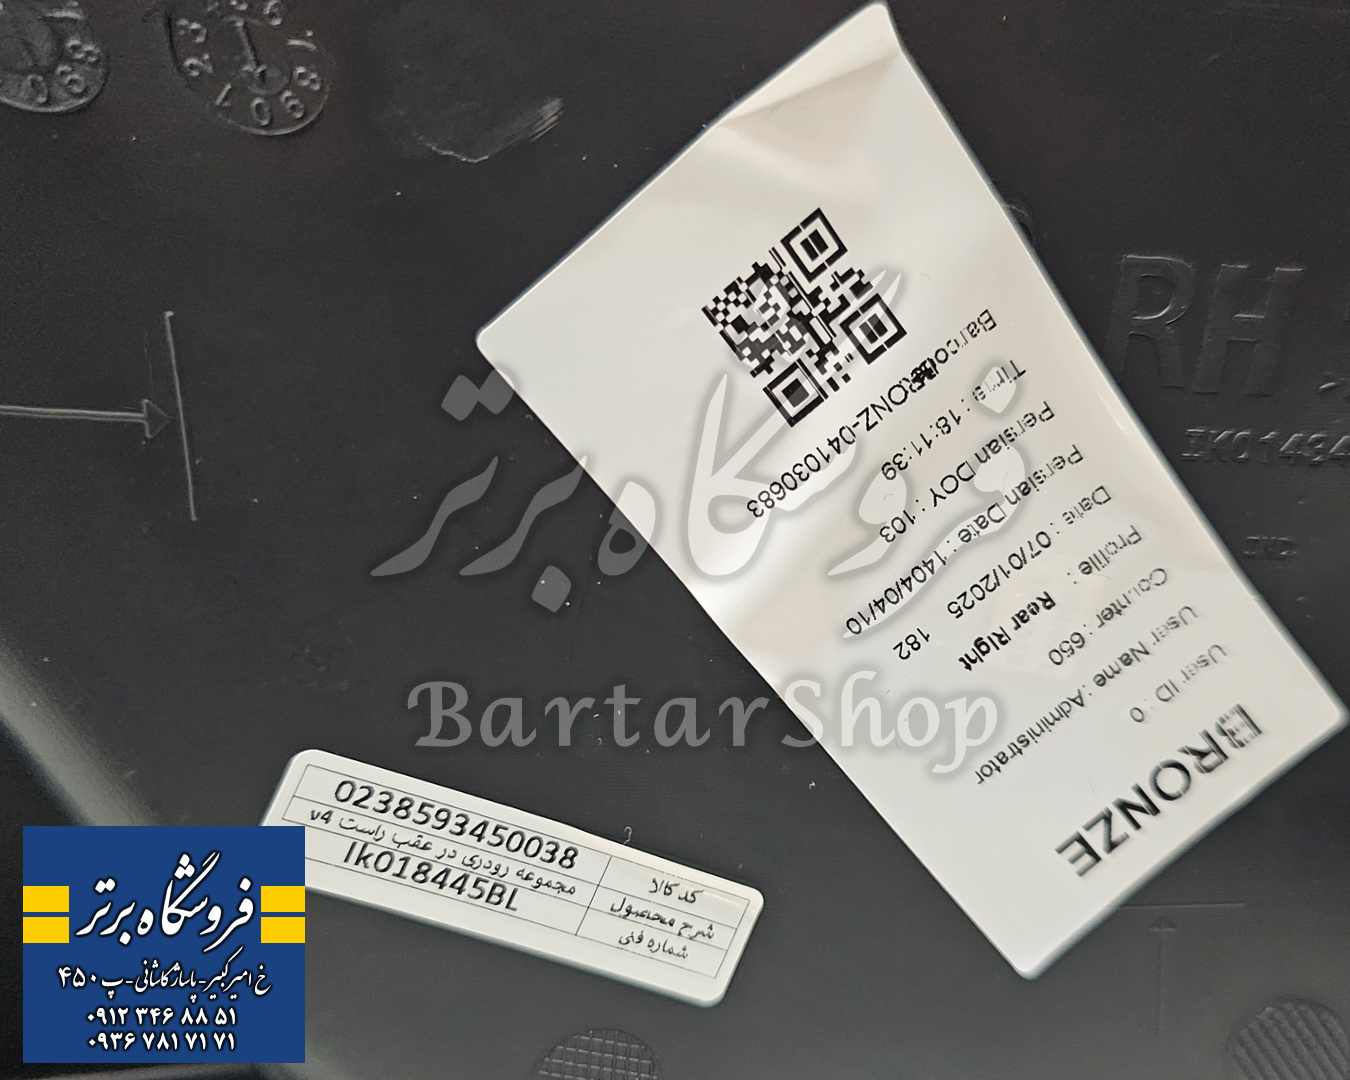 Barcode
BRONZ-041030683
Time : 18:11:39
Persian DOY : 103
Persian Date : 1404/04/10
Date : 07/01/2025 182
Profile : Rear Right
Counter : 650
User Name : Administrator
User ID : 0
BRONZE
RH
IK01434
فروشگاه برتر
BartarShop
کد کالا 0238593450038
شرح محصول مجموعه رودری در عقب راست v4
شماره فنی Ik018445BL
فروشگاه برتر
خ امیرکبیر-پاساژ کاشانی-پ ۴۵۰
۰۹۱۲ ۳۴۶ ۸۸ ۵۱
۰۹۳۶ ۷۸۱ ۷۱ ۷۱